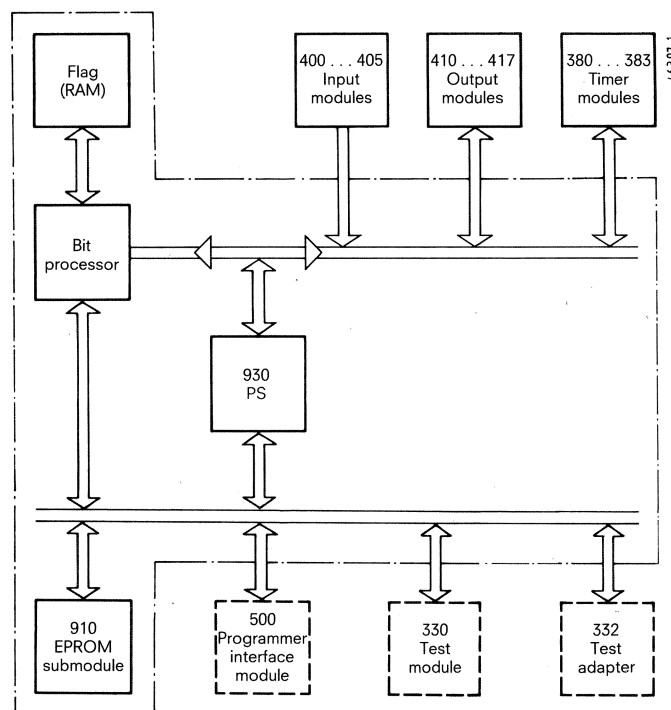 Flag
(RAM)
400 . . . 405
Input
modules
410 . . . 417
Output
modules
380 . . . 383
Timer
modules
Bit
processor
930
PS
910
EPROM
submodule
500
Programmer
interface
module
330
Test
module
332
Test
adapter